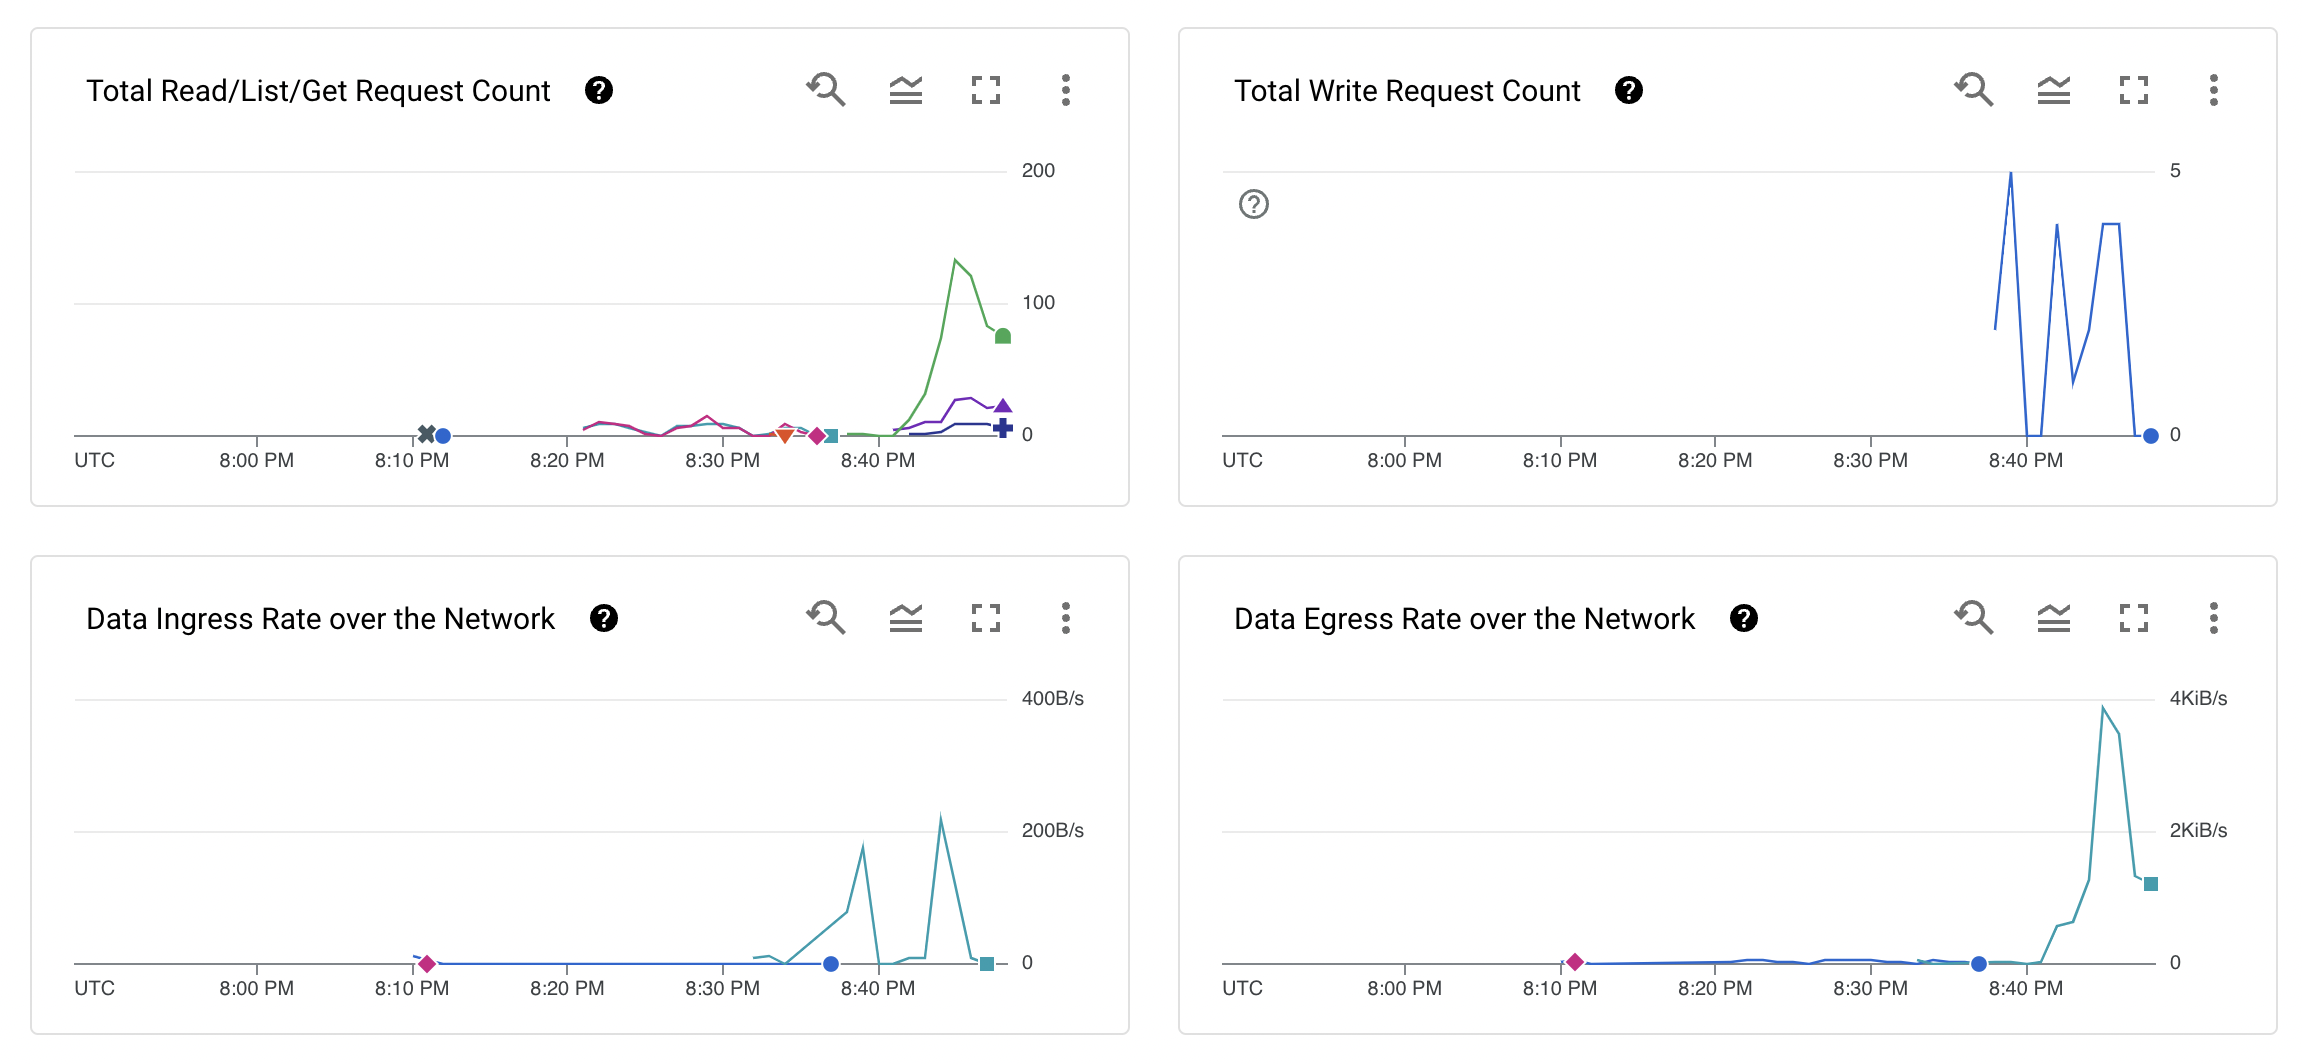 Total Read/List/Get Request Count
200
100
0
UTC 8:00 PM 8:10 PM 8:20 PM 8:30 PM 8:40 PM
Total Write Request Count
5
0
UTC 8:00 PM 8:10 PM 8:20 PM 8:30 PM 8:40 PM
Data Ingress Rate over the Network
400B/s
200B/s
0
UTC 8:00 PM 8:10 PM 8:20 PM 8:30 PM 8:40 PM
Data Egress Rate over the Network
4KiB/s
2KiB/s
0
UTC 8:00 PM 8:10 PM 8:20 PM 8:30 PM 8:40 PM